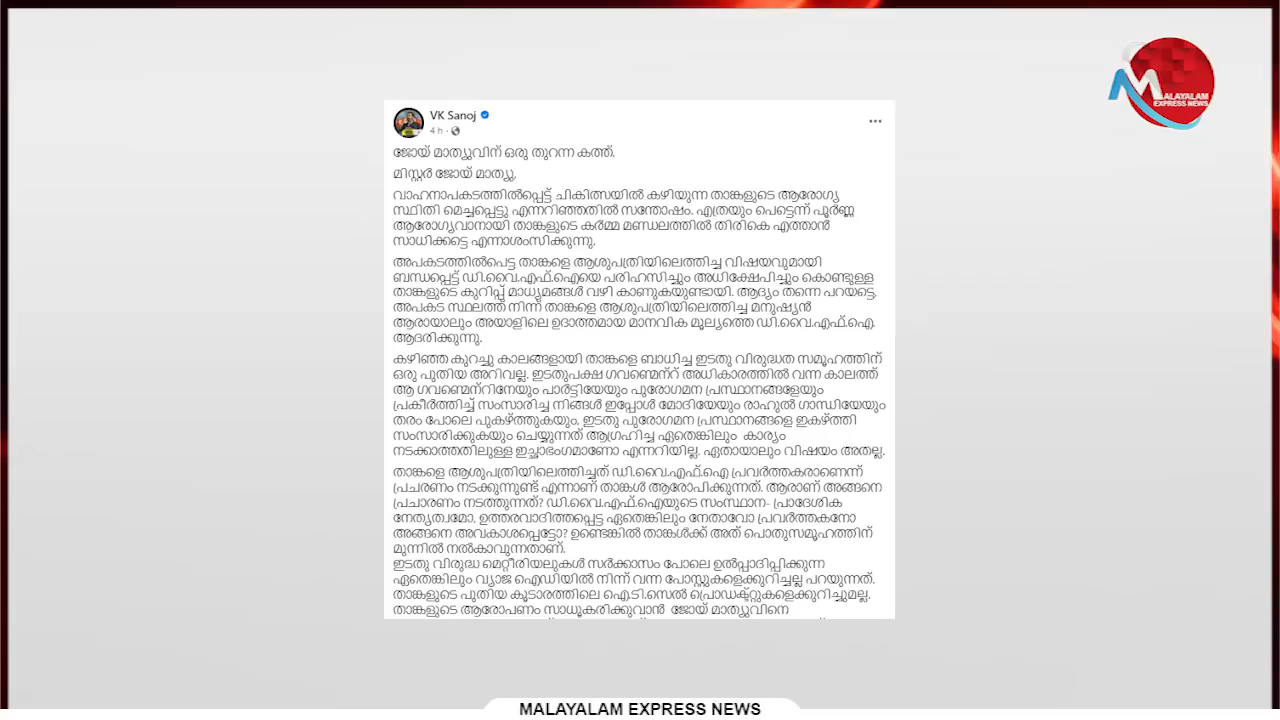 MALAYALAM
EXPRESS NEWS
VK Sanoj
4 h
ജോയ് മാത്യുവിന് ഒരു തുറന്ന കത്ത്.
മിസ്റ്റർ ജോയ് മാത്യു,
വാഹനാപകടത്തിൽപ്പെട്ട് ചികിത്സയിൽ കഴിയുന്ന താങ്കളുടെ ആരോഗ്യ
സ്ഥിതി മെച്ചപ്പെട്ടു എന്നറിഞ്ഞതിൽ സന്തോഷം. എത്രയും പെട്ടെന്ന് പൂർണ്ണ
ആരോഗ്യവാനായി താങ്കളുടെ കർമ്മ മണ്ഡലത്തിൽ തിരികെ എത്താൻ
സാധിക്കട്ടെ എന്നാശംസിക്കുന്നു.
അപകടത്തിൽപെട്ട താങ്കളെ ആശുപത്രിയിലെത്തിച്ച വിഷയവുമായി
ബന്ധപ്പെട്ട് ഡി.വൈ.എഫ്.ഐയെ പരിഹസിച്ചും അധിക്ഷേപിച്ചും കൊണ്ടുള്ള
താങ്കളുടെ കുറിപ്പ് മാധ്യമങ്ങൾ വഴി കാണുകയുണ്ടായി. ആദ്യം തന്നെ പറയട്ടെ,
അപകട സ്ഥലത്ത് നിന്ന് താങ്കളെ ആശുപത്രിയിലെത്തിച്ച മനുഷ്യൻ
ആരായാലും അയാളിലെ ഉദാത്തമായ മാനവിക മൂല്യത്തെ ഡി.വൈ.എഫ്.ഐ.
ആദരിക്കുന്നു.
കഴിഞ്ഞ കുറച്ചു കാലങ്ങളായി താങ്കളെ ബാധിച്ച ഇടതു വിരുദ്ധത സമൂഹത്തിന്
ഒരു പുതിയ അറിവല്ല. ഇടതുപക്ഷ ഗവണ്മെന്റ് അധികാരത്തിൽ വന്ന കാലത്ത്
ആ ഗവണ്മെന്റിനേയും പാർട്ടിയേയും പുരോഗമന പ്രസ്ഥാനങ്ങളേയും
പ്രകീർത്തിച്ച് സംസാരിച്ച നിങ്ങൾ ഇപ്പോൾ മോദിയേയും രാഹുൽ ഗാന്ധിയേയും
തരം പോലെ പുകഴ്ത്തുകയും, ഇടതു പുരോഗമന പ്രസ്ഥാനങ്ങളെ ഇകഴ്ത്തി
സംസാരിക്കുകയും ചെയ്യുന്നത് ആഗ്രഹിച്ച ഏതെങ്കിലും കാര്യം
നടക്കാത്തതിലുള്ള ഇച്ഛാഭംഗമാണോ എന്നറിയില്ല. ഏതായാലും വിഷയം അതല്ല.
താങ്കളെ ആശുപത്രിയിലെത്തിച്ചത് ഡി.വൈ.എഫ്.ഐ പ്രവർത്തകരാണെന്ന്
പ്രചരണം നടക്കുന്നുണ്ട് എന്നാണ് താങ്കൾ ആരോപിക്കുന്നത്. ആരാണ് അങ്ങനെ
പ്രചാരണം നടത്തുന്നത്? ഡി.വൈ.എഫ്.ഐയുടെ സംസ്ഥാന- പ്രാദേശിക
നേതൃത്വമോ, ഉത്തരവാദിത്തപ്പെട്ട ഏതെങ്കിലും നേതാവോ പ്രവർത്തകനോ
അങ്ങനെ അവകാശപ്പെട്ടോ? ഉണ്ടെങ്കിൽ താങ്കൾക്ക് അത് പൊതുസമൂഹത്തിന്
മുന്നിൽ നൽകാവുന്നതാണ്.
ഇടതു വിരുദ്ധ മെറ്റീരിയലുകൾ സർക്കാസം പോലെ ഉൽപ്പാദിപ്പിക്കുന്ന
ഏതെങ്കിലും വ്യാജ ഐഡിയിൽ നിന്ന് വന്ന പോസ്റ്റുകളെക്കുറിച്ചല്ല പറയുന്നത്.
താങ്കളുടെ പുതിയ കൂടാരത്തിലെ ഐ.ടി.സെൽ പ്രൊഡക്ട്റ്റുകളെക്കുറിച്ചുമല്ല.
താങ്കളുടെ ആരോപണം സാധൂകരിക്കുവാൻ ജോയ് മാത്യുവിനെ
MALAYALAM EXPRESS NEWS